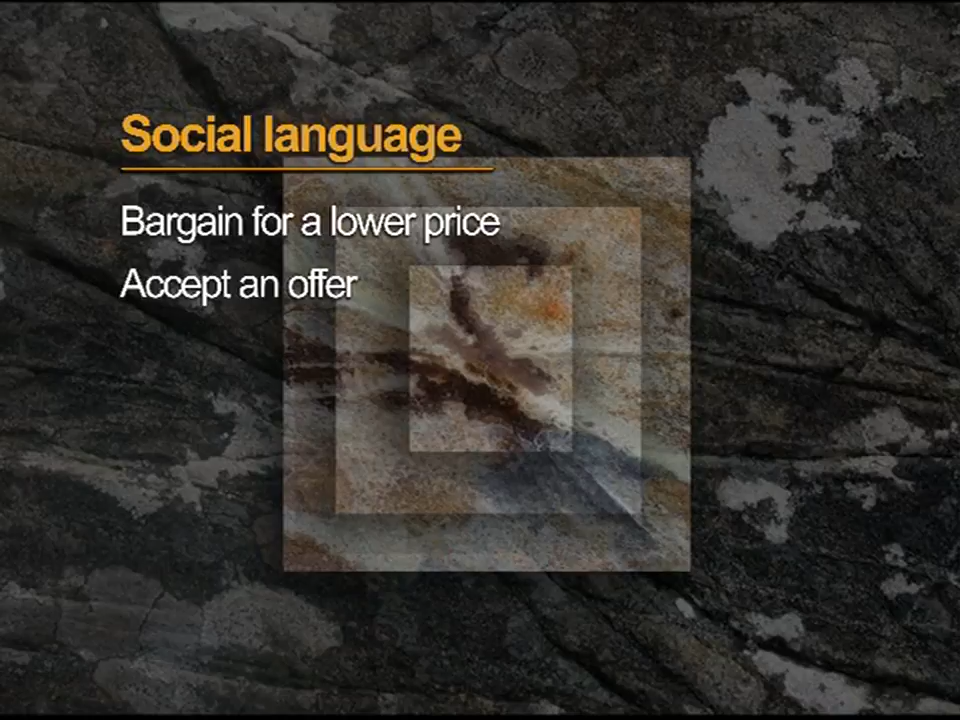 Social language
Bargain for a lower price
Accept an offer